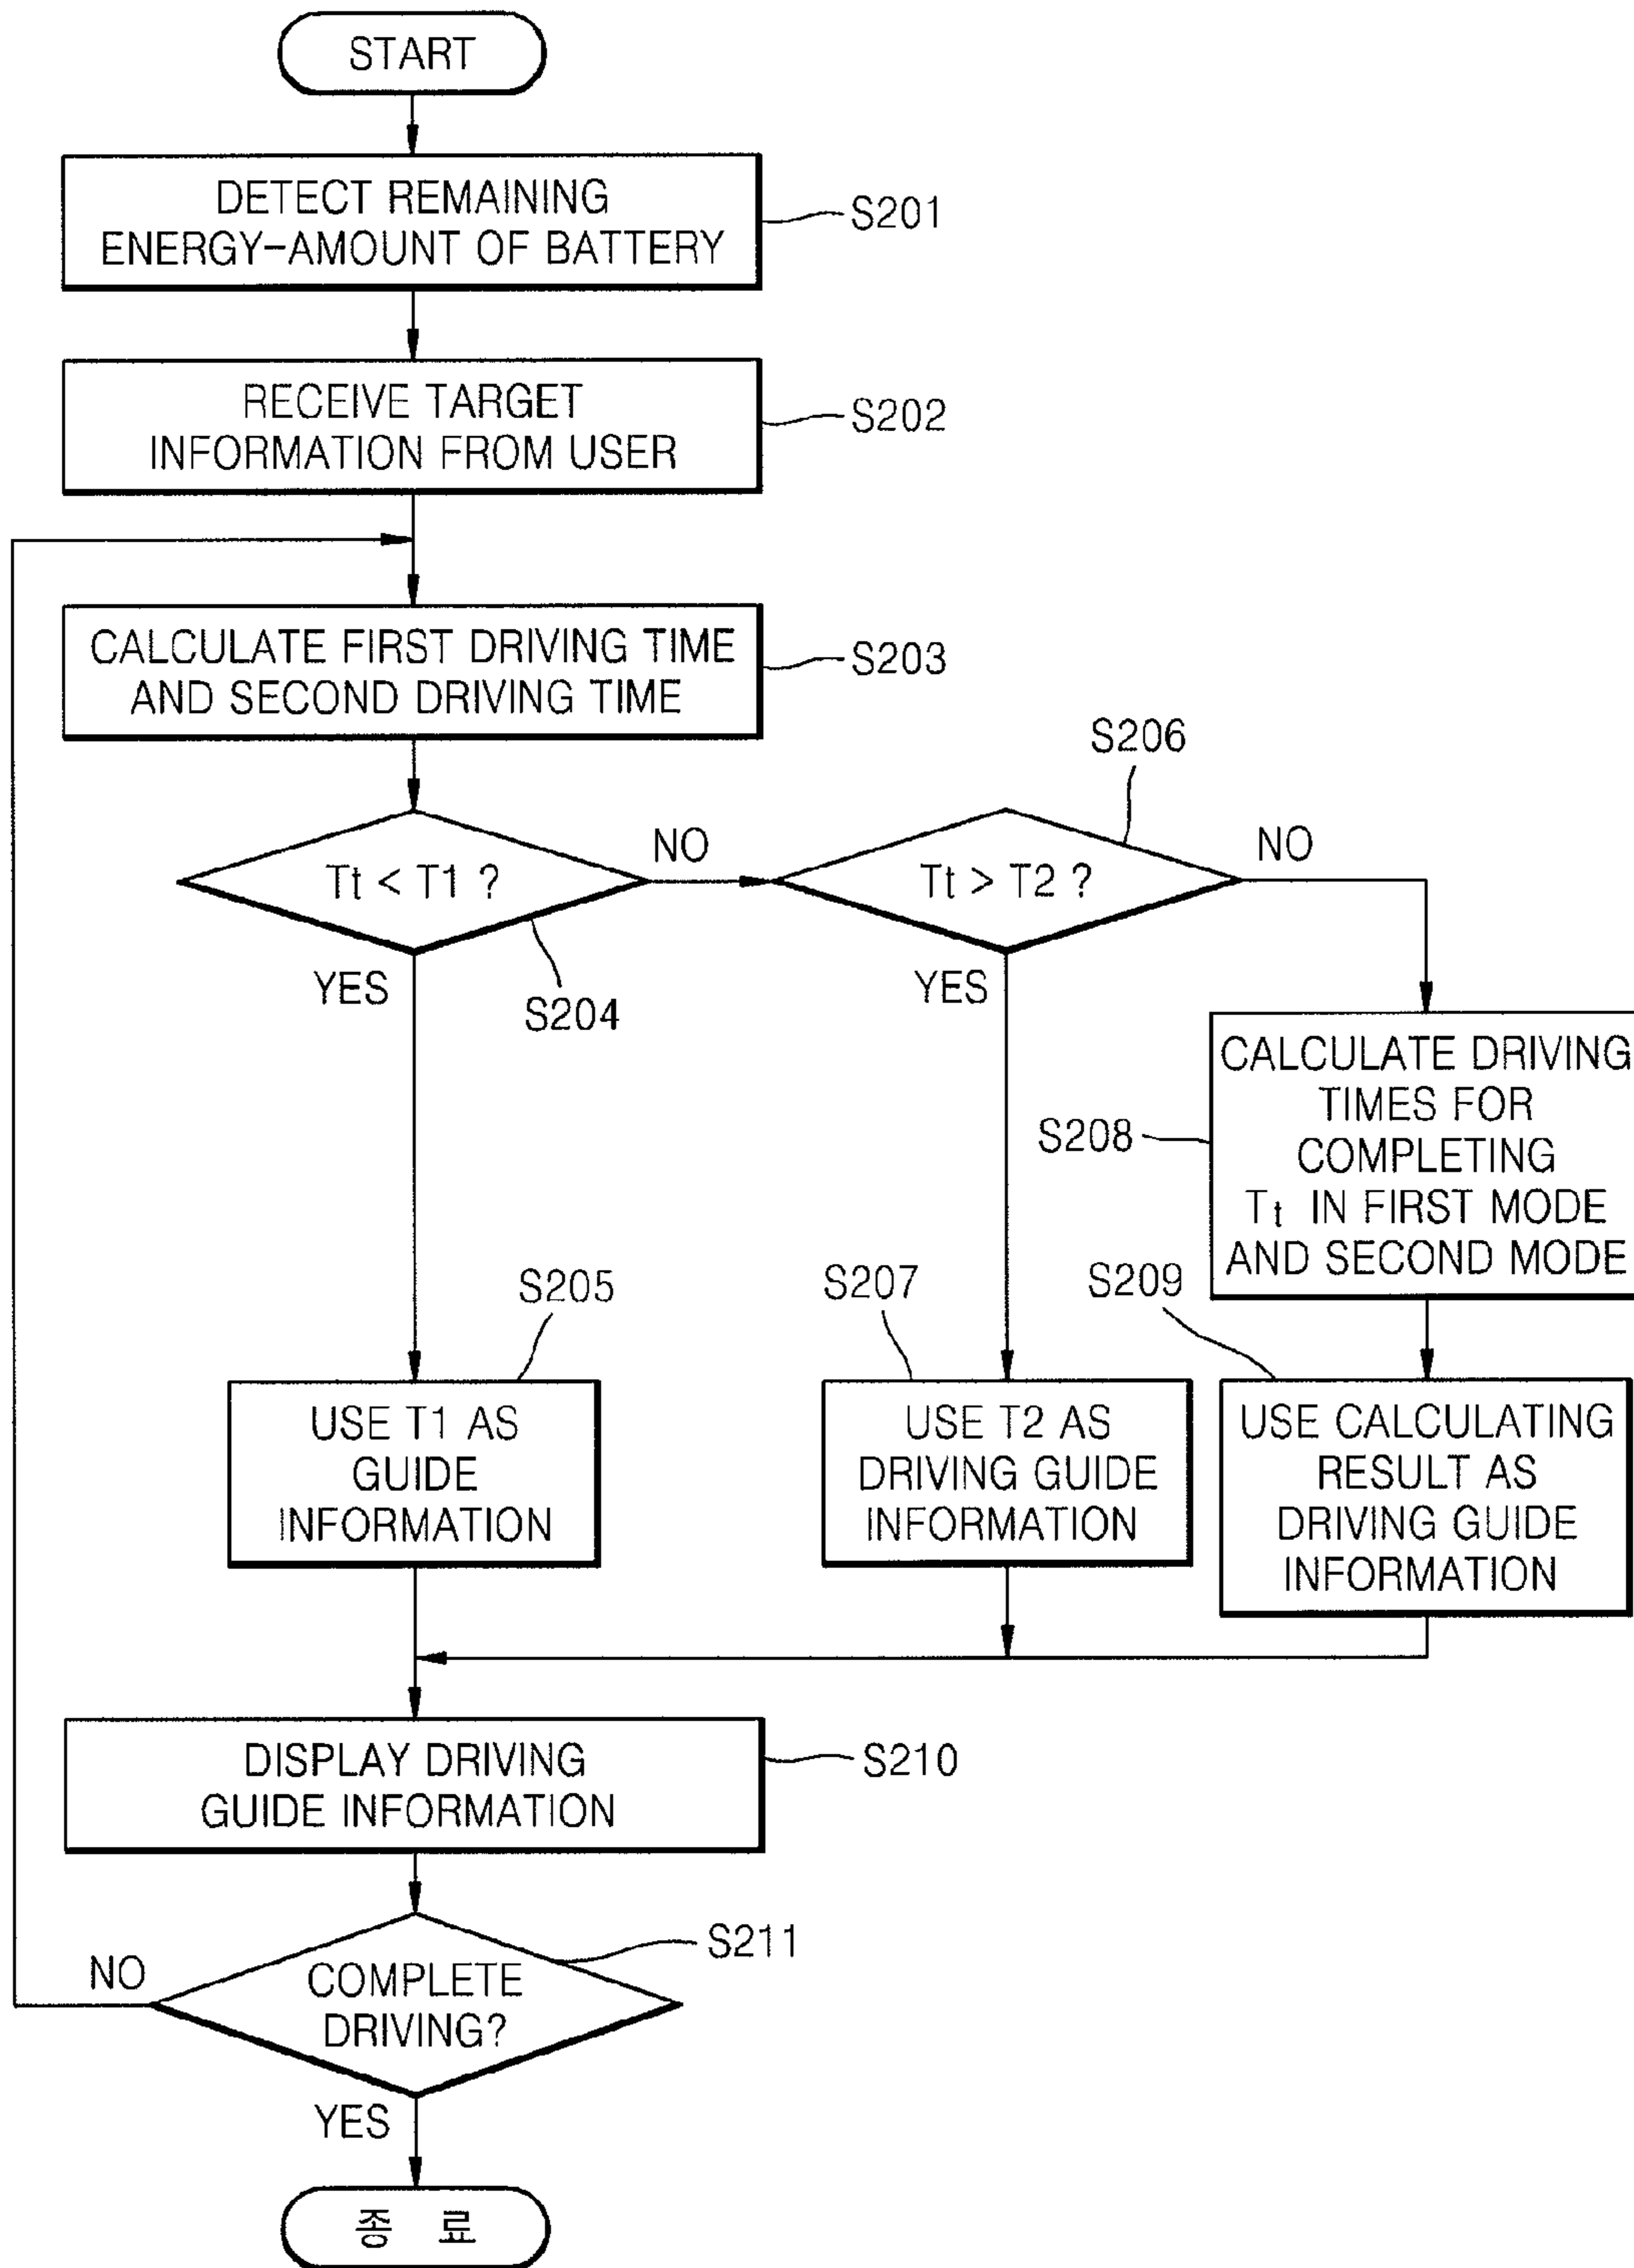 START
DETECT REMAINING
ENERGY-AMOUNT OF BATTERY
S201
RECEIVE TARGET
INFORMATION FROM USER
S202
CALCULATE FIRST DRIVING TIME
AND SECOND DRIVING TIME
S203
Tt < T1 ?
S204
YES
NO
S206
Tt > T2 ?
YES
NO
S208
CALCULATE DRIVING
TIMES FOR
COMPLETING
Tt IN FIRST MODE
AND SECOND MODE
S205
USE T1 AS
GUIDE
INFORMATION
S207
USE T2 AS
DRIVING GUIDE
INFORMATION
S209
USE CALCULATING
RESULT AS
DRIVING GUIDE
INFORMATION
DISPLAY DRIVING
GUIDE INFORMATION
S210
S211
NO
COMPLETE
DRIVING?
YES
종 료